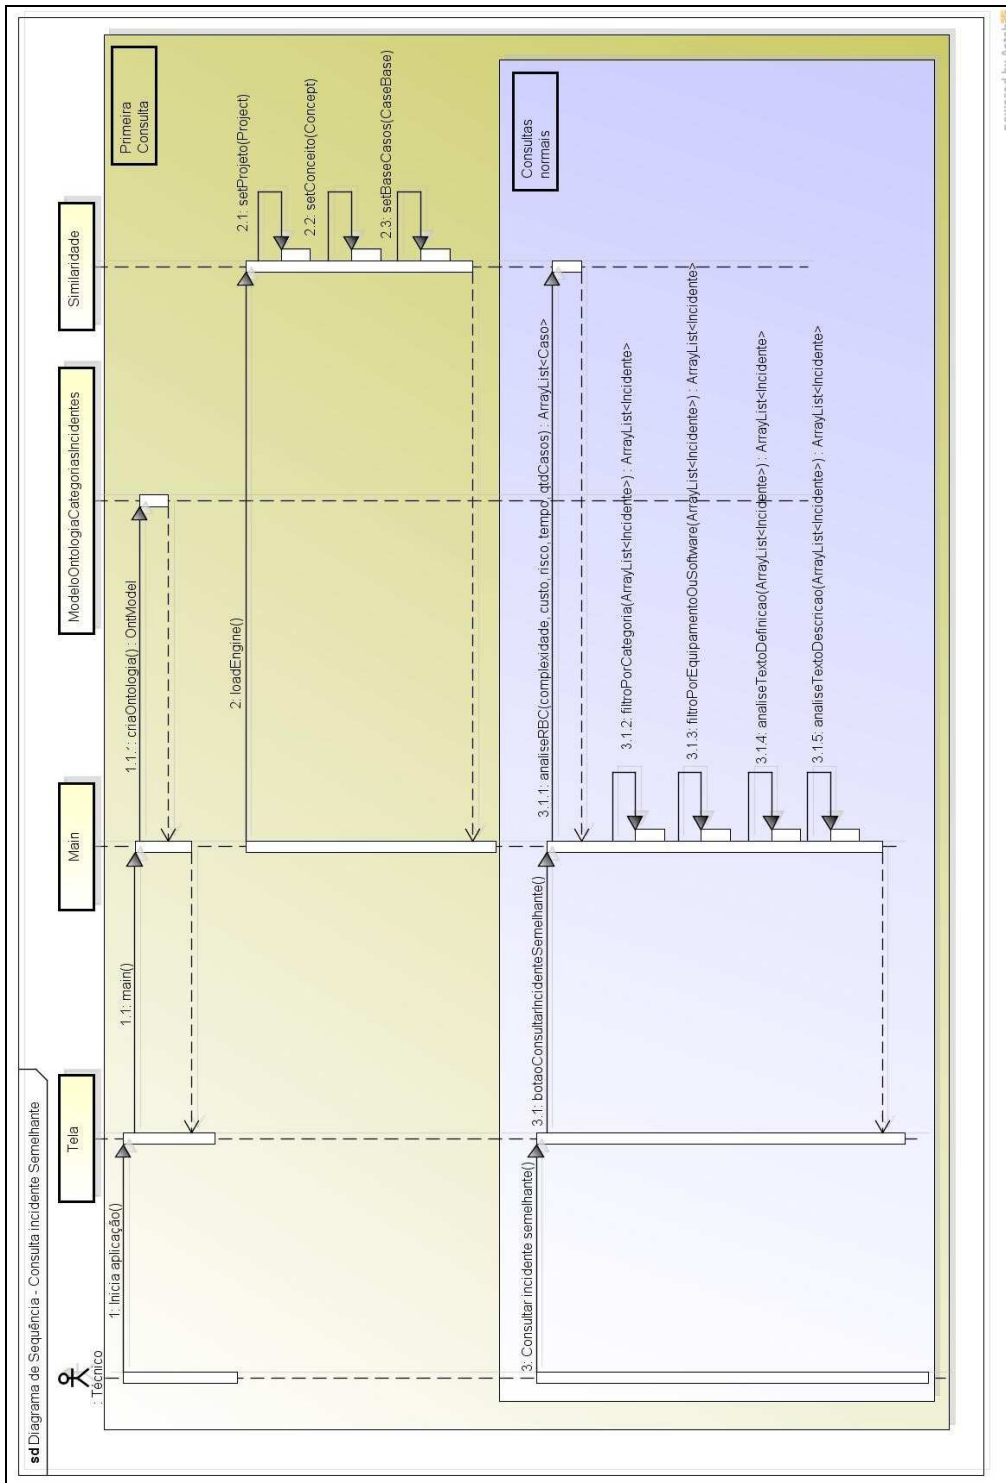 sd Diagrama de Sequência - Consulta incidente Semelhante
: Técnico
Tela
Main
ModeloOntologiaCategoriasIncidentes
Similaridade
Primeira
Consulta
1: Inicia aplicação()
1.1: main()
1.1.1: criaOntologia() : OntModel
2: loadEngine()
2.1: setProjeto(Project)
2.2: setConceito(Concept)
2.3: setBaseCasos(CaseBase)
Consultas
normais
3: Consultar incidente semelhante()
3.1: botaoConsultarIncidenteSemelhante()
3.1.1: analiseRBC(complexidade, custo, risco, tempo, qtdCasos) : ArrayList<Caso>
3.1.2: filtroPorCategoria(ArrayList<Incidente>) : ArrayList<Incidente>
3.1.3: filtroPorEquipamentoOuSoftware(ArrayList<Incidente>) : ArrayList<Incidente>
3.1.4: analiseTextoDefinicao(ArrayList<Incidente>) : ArrayList<Incidente>
3.1.5: analiseTextoDescricao(ArrayList<Incidente>) : ArrayList<Incidente>